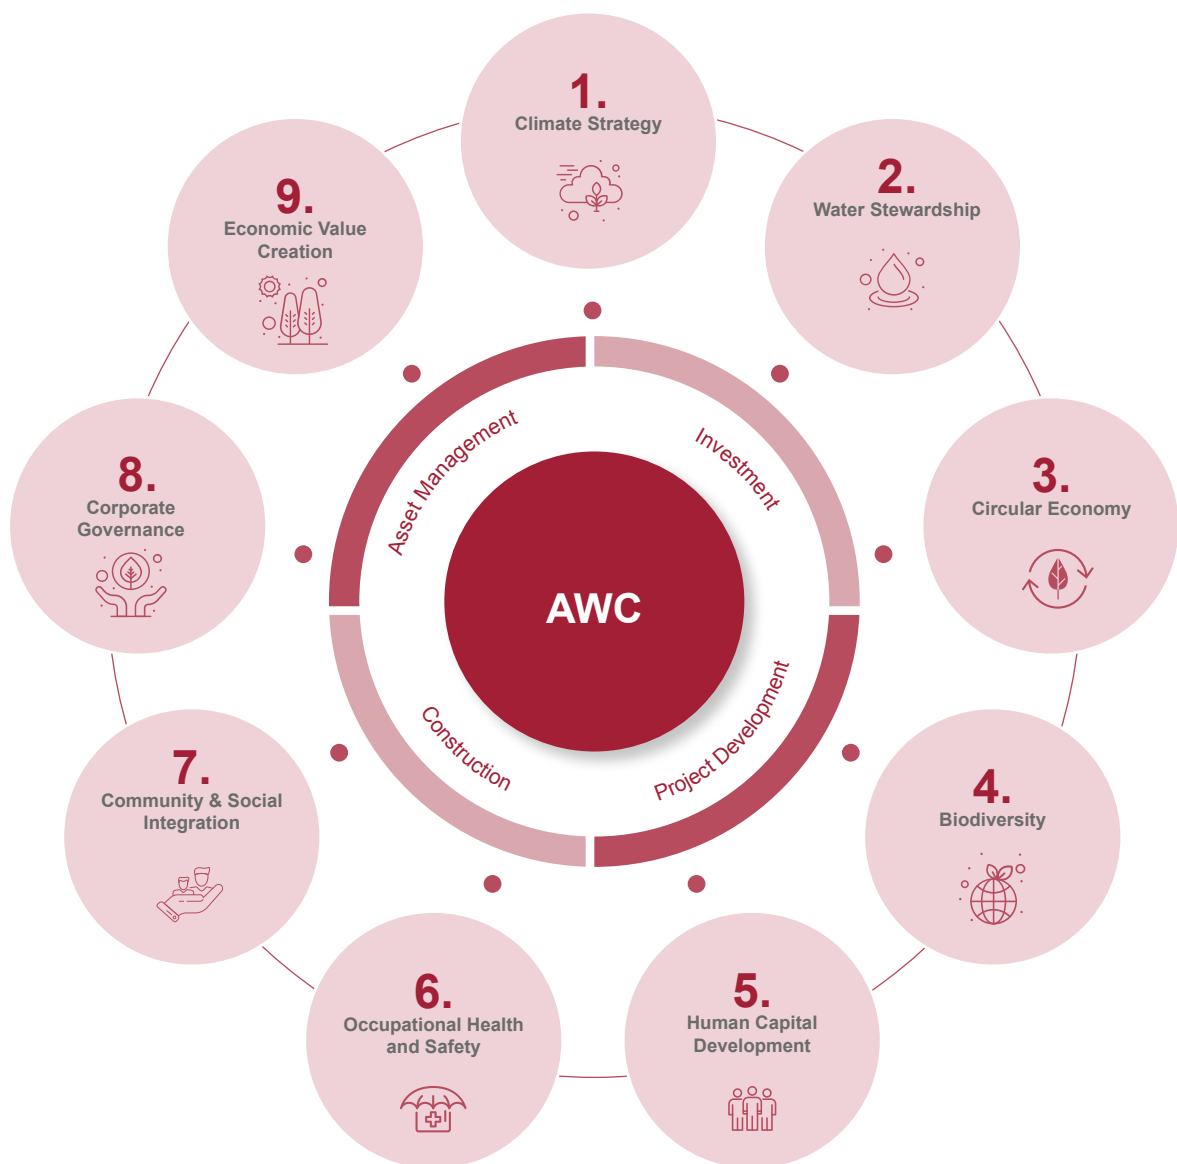 1.
Climate Strategy
2.
Water Stewardship
3.
Circular Economy
4.
Biodiversity
5.
Human Capital
Development
6.
Occupational Health
and Safety
7.
Community & Social
Integration
8.
Corporate
Governance
9.
Economic Value
Creation
Asset Management
Investment
Project Development
Construction
AWC